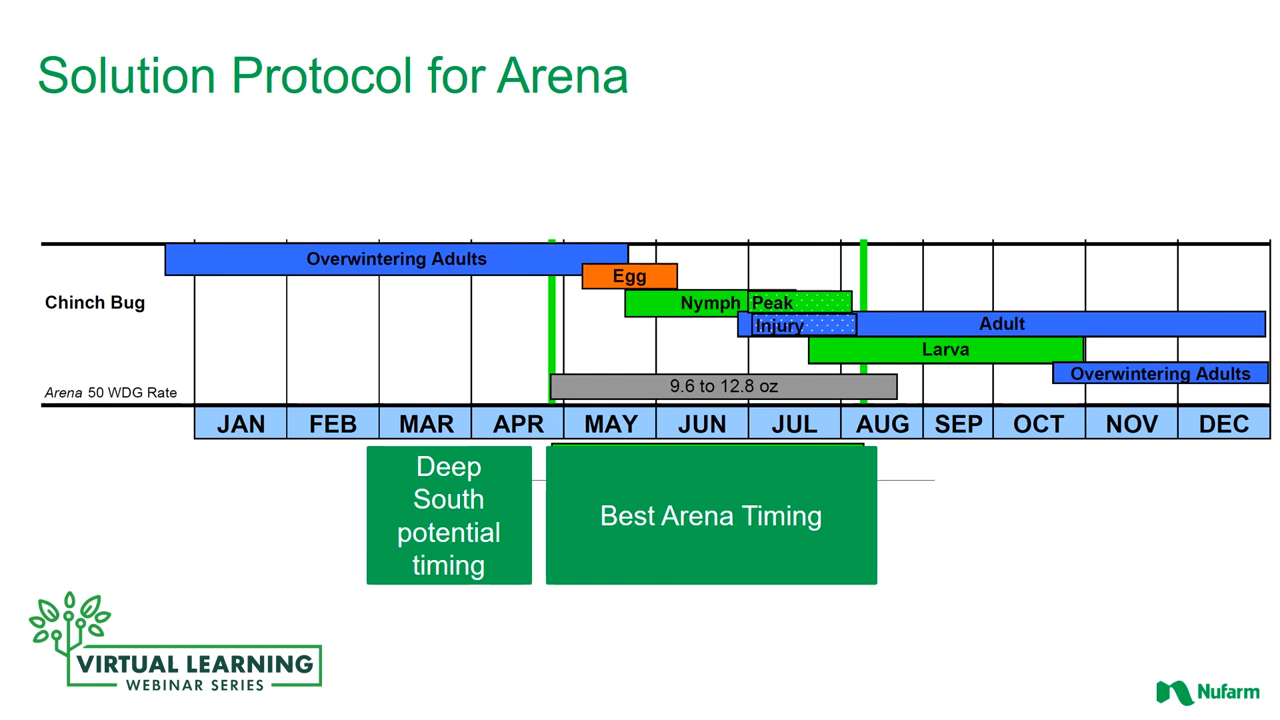 Solution Protocol for Arena
Overwintering Adults
Egg
Chinch Bug
Nymph
Peak
Injury
Adult
Larva
Overwintering Adults
Arena 50 WDG Rate
9.6 to 12.8 oz
JAN FEB MAR APR MAY JUN JUL AUG SEP OCT NOV DEC
Deep
South
potential
timing
Best Arena Timing
VIRTUAL LEARNING
WEBINAR SERIES
Nufarm